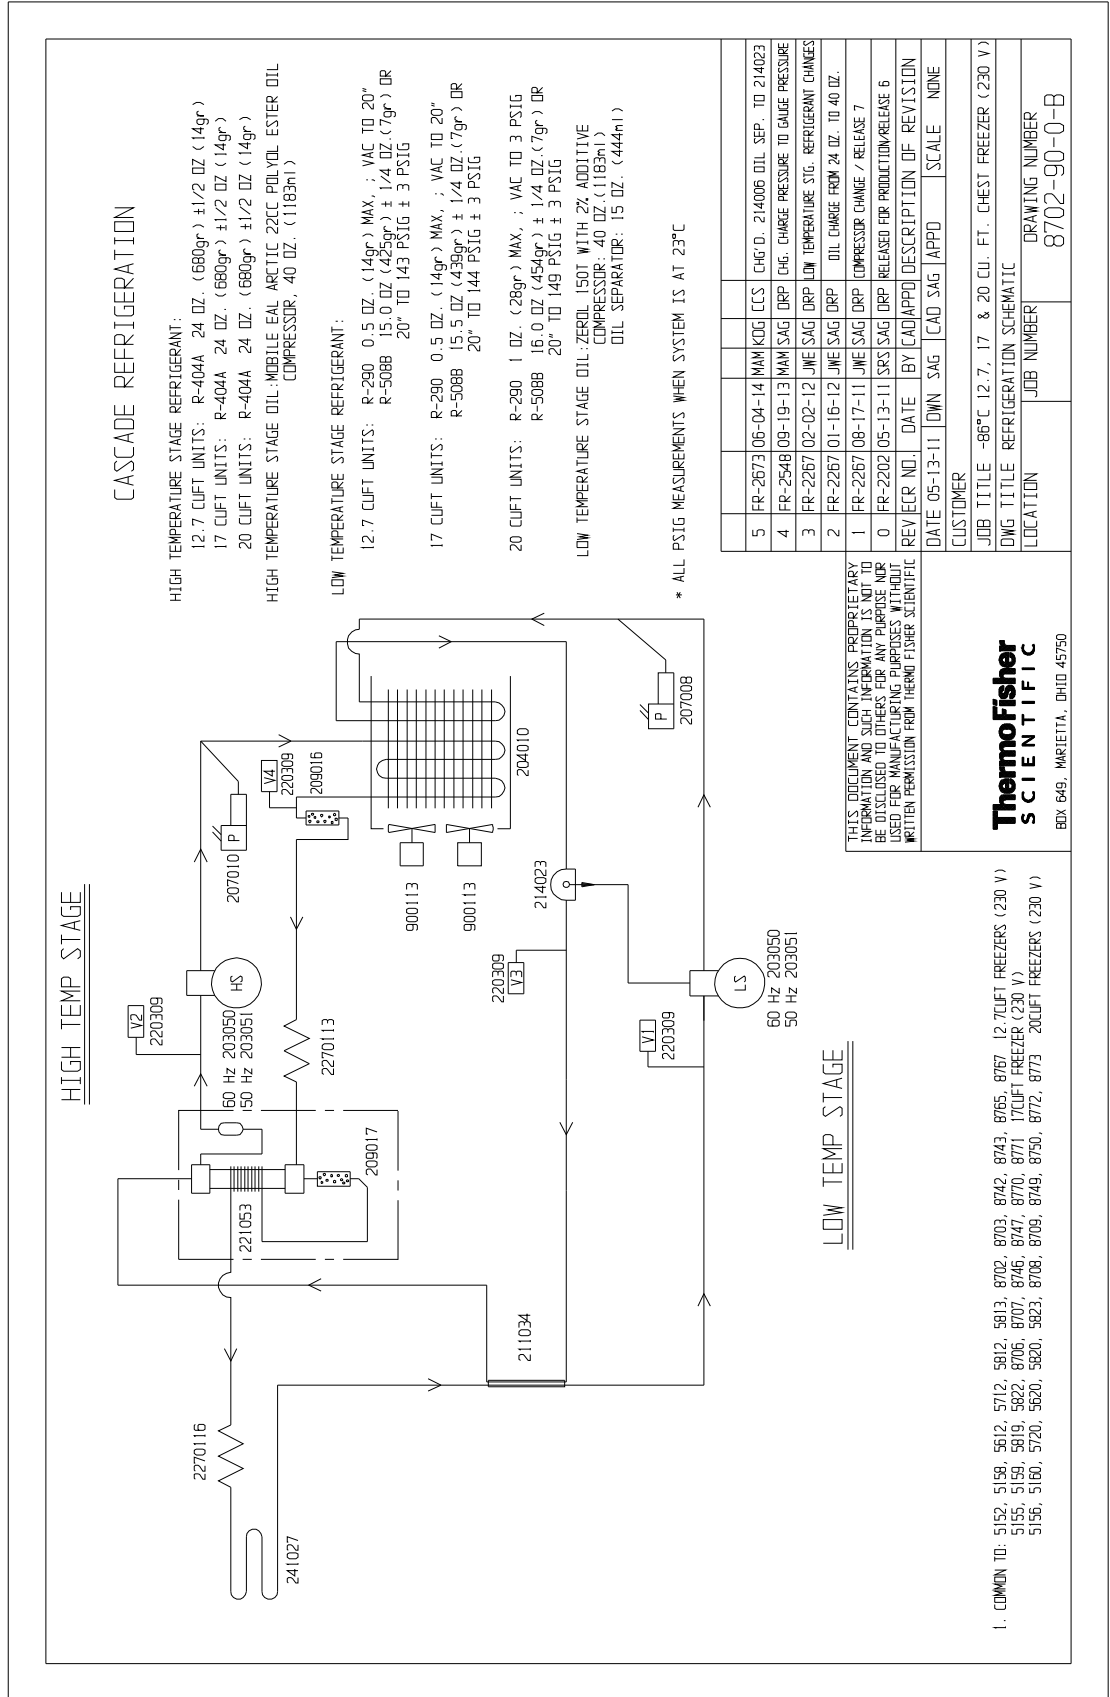 HIGH TEMP STAGE
V2
220309
HS
60 Hz 203050
50 Hz 203051
207010
P
V4
220309
209016
2270113
221053
209017
900113
900113
204010
214023
220309
V3
2270116
241027
211034
V1
220309
LS
60 Hz 203050
50 Hz 203051
P
207008
LOW TEMP STAGE
CASCADE REFRIGERATION
HIGH TEMPERATURE STAGE REFRIGERANT:
12.7 CUFT UNITS: R-404A 24 OZ. (680gr) ±1/2 OZ (14gr)
17 CUFT UNITS: R-404A 24 OZ. (680gr) ±1/2 OZ (14gr)
20 CUFT UNITS: R-404A 24 OZ. (680gr) ±1/2 OZ (14gr)
HIGH TEMPERATURE STAGE OIL:MOBILE EAL ARCTIC 22CC POLYOL ESTER OIL
COMPRESSOR, 40 OZ. (1183ml)
LOW TEMPERATURE STAGE REFRIGERANT:
12.7 CUFT UNITS: R-290 0.5 OZ. (14gr) MAX, ; VAC TO 20"
R-508B 15.0 OZ (425gr) ± 1/4 OZ.(7gr) OR
20" TO 143 PSIG ± 3 PSIG
17 CUFT UNITS: R-290 0.5 OZ. (14gr) MAX, ; VAC TO 20"
R-508B 15.5 OZ (439gr) ± 1/4 OZ.(7gr) OR
20" TO 144 PSIG ± 3 PSIG
20 CUFT UNITS: R-290 1 OZ. (28gr) MAX, ; VAC TO 3 PSIG
R-508B 16.0 OZ (454gr) ± 1/4 OZ.(7gr) OR
20" TO 149 PSIG ± 3 PSIG
LOW TEMPERATURE STAGE OIL:ZEROL 150T WITH 2% ADDITIVE
COMPRESSOR: 40 OZ.(1183ml)
OIL SEPARATOR: 15 OZ. (444ml)
* ALL PSIG MEASUREMENTS WHEN SYSTEM IS AT 23°C
5 FR-2673 06-04-14 MAM KDG CCS CHG'D. 214006 OIL SEP. TO 214023
4 FR-2548 09-19-13 MAM SAG DRP CHG. CHARGE PRESSURE TO GAUGE PRESSURE
3 FR-2267 02-02-12 JWE SAG DRP LOW TEMPERATURE STG. REFRIGERANT CHANGES
2 FR-2267 01-16-12 JWE SAG DRP OIL CHARGE FROM 24 OZ. TO 40 OZ.
1 FR-2267 08-17-11 JWE SAG DRP COMPRESSOR CHANGE / RELEASE 7
0 FR-2202 05-13-11 SRS SAG DRP RELEASED FOR PRODUCTION/RELEASE 6
REV ECR NO. DATE BY CAD APPD DESCRIPTION OF REVISION
DATE 05-13-11 DWN SAG CAD SAG APPD SCALE NONE
CUSTOMER
JOB TITLE -86°C 12.7, 17 & 20 CU. FT. CHEST FREEZER (230 V)
DWG TITLE REFRIGERATION SCHEMATIC
LOCATION JOB NUMBER DRAWING NUMBER
8702-90-0-B
THIS DOCUMENT CONTAINS PROPRIETARY
INFORMATION AND SUCH INFORMATION IS NOT TO
BE DISCLOSED TO OTHERS FOR ANY PURPOSE NOR
USED FOR MANUFACTURING PURPOSES WITHOUT
WRITTEN PERMISSION FROM THERMO FISHER SCIENTIFIC
ThermoFisher
SCIENTIFIC
BOX 649, MARIETTA, OHIO 45750
1. COMMON TO: 5152, 5158, 5612, 5712, 5812, 5813, 8702, 8703, 8742, 8743, 8765, 8767 12.7CUFT FREEZERS (230 V)
5155, 5159, 5819, 5822, 8706, 8707, 8746, 8747, 8770, 8771 17CUFT FREEZER (230 V)
5156, 5160, 5720, 5620, 5820, 5823, 8708, 8709, 8749, 8750, 8772, 8773 20CUFT FREEZERS (230 V)